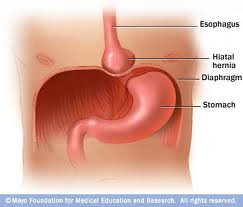 Esophagus
Hiatal
hernia
Diaphragm
Stomach
© Mayo Foundation for Medical Education and Research. All rights reserved.